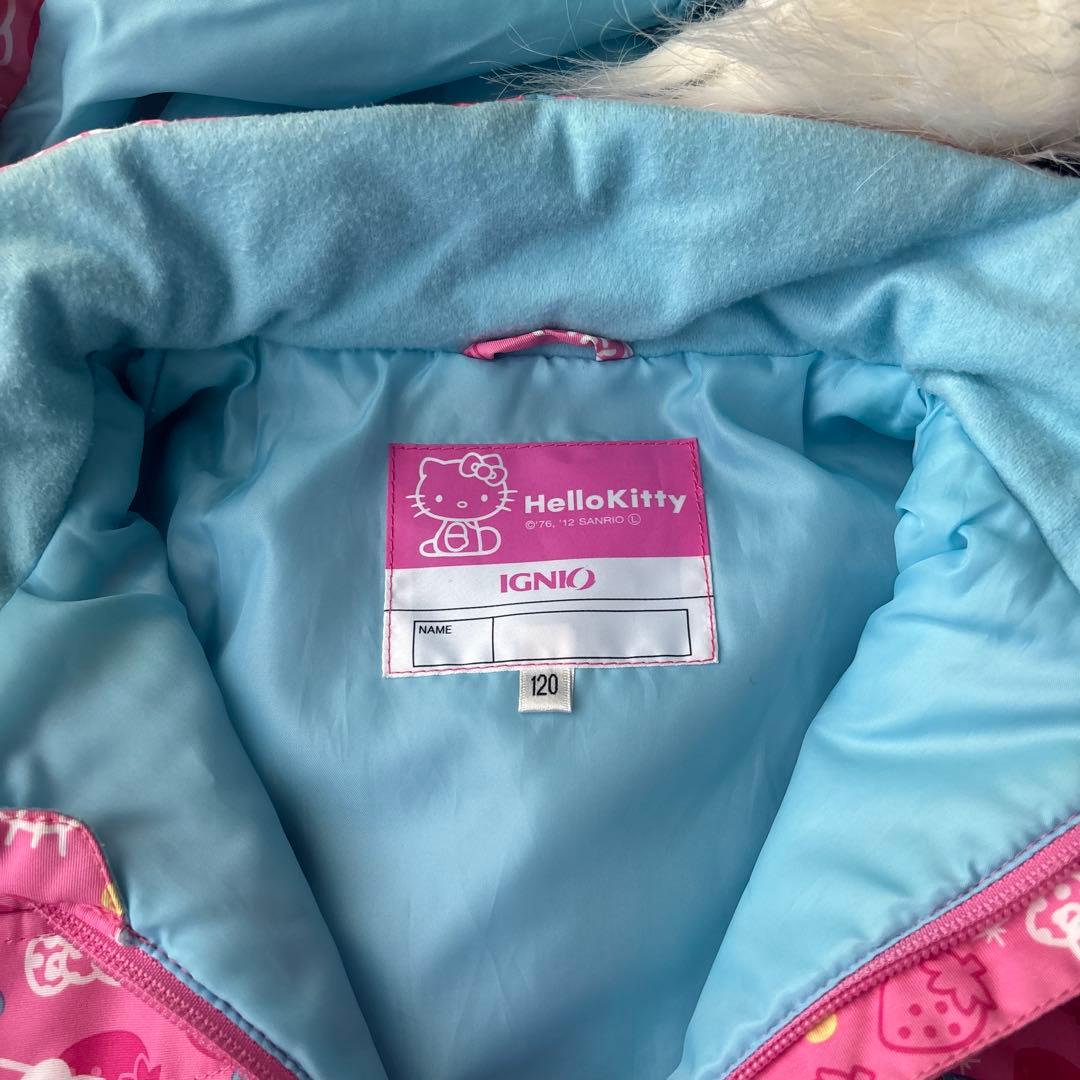 HelloKitty
©'76, '12 SANRIO Ⓛ
IGNIO
NAME
120